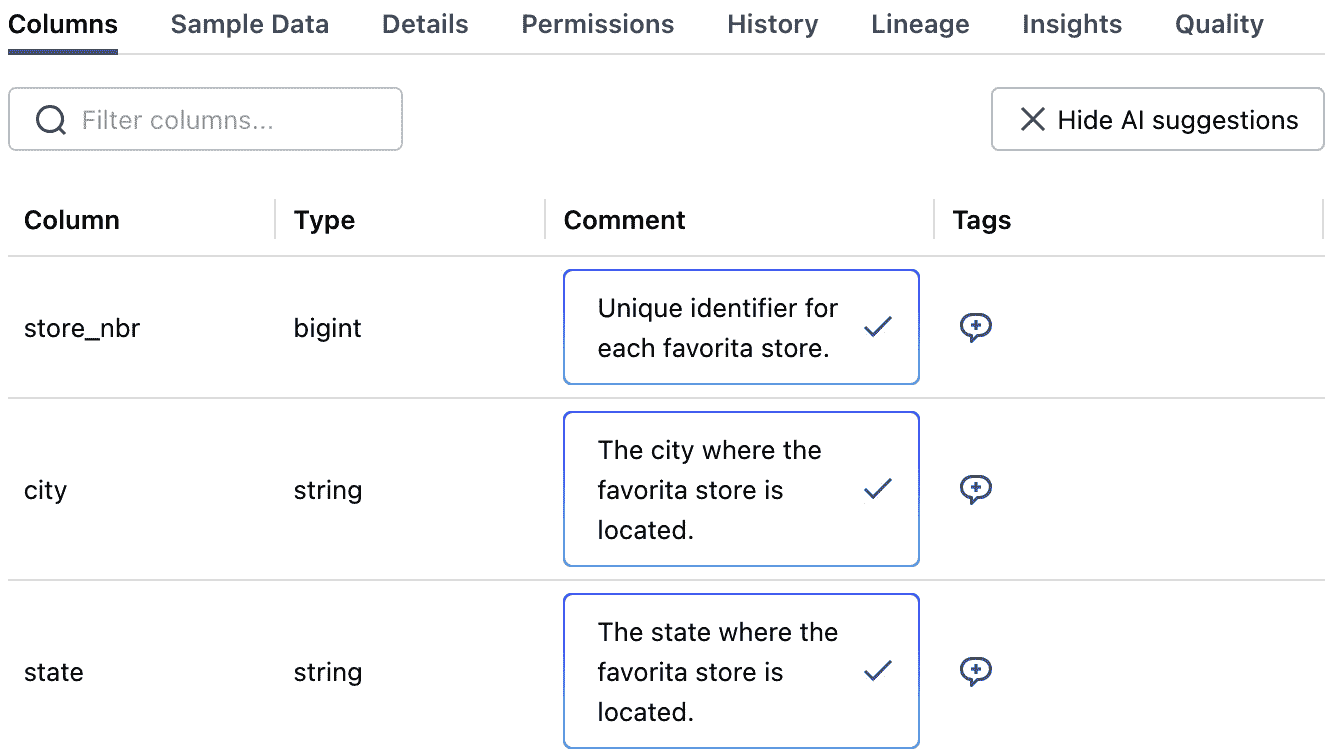 Columns Sample Data Details Permissions History Lineage Insights Quality
Filter columns...
Hide AI suggestions
Column Type Comment Tags
store_nbr bigint Unique identifier for
each favorita store.
city string The city where the
favorita store is
located.
state string The state where the
favorita store is
located.